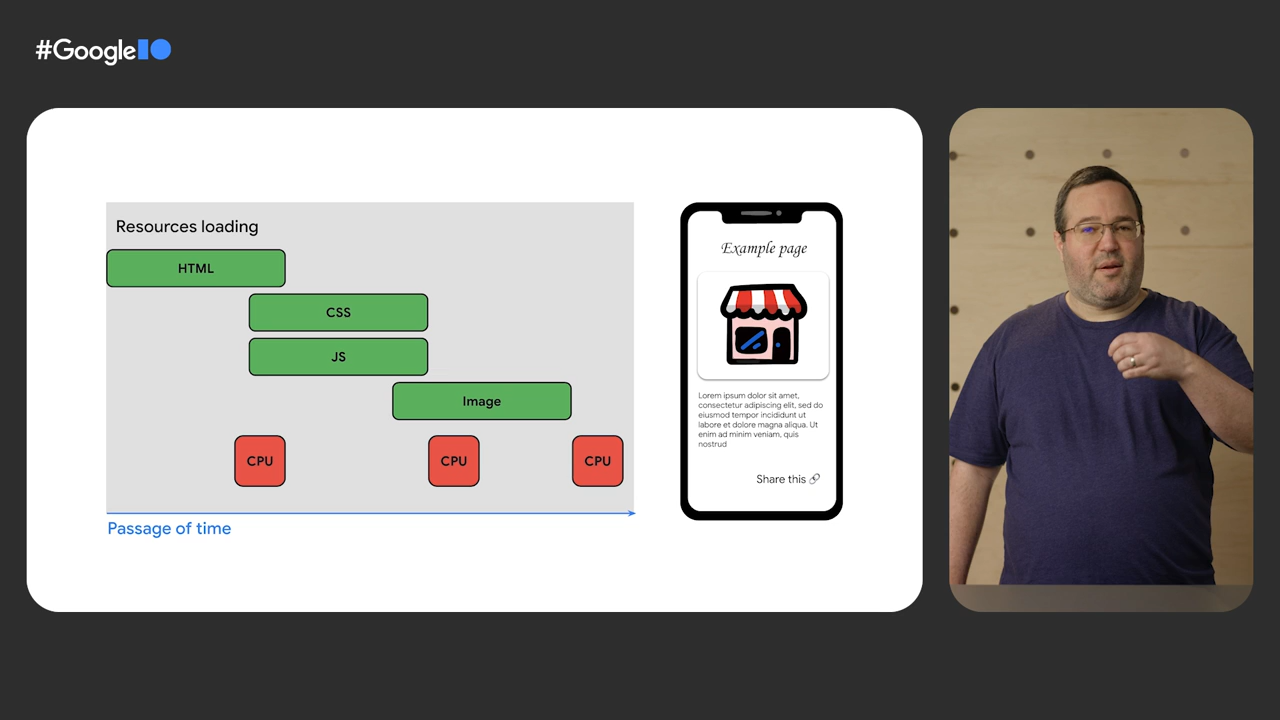 #GoogleIO
Resources loading
HTML
CSS
JS
Image
CPU
CPU
CPU
Passage of time
Example page
Lorem ipsum dolor sit amet,
consectetur adipiscing elit, sed do
eiusmod tempor incididunt ut
labore et dolore magna aliqua. Ut
enim ad minim veniam, quis
nostrud
Share this